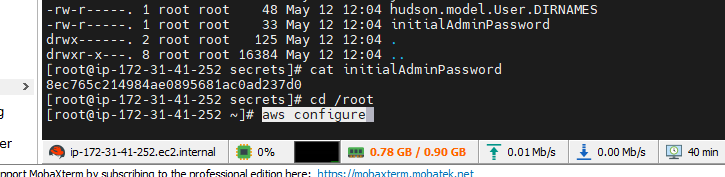 -rw-r-----. 1 root root 48 May 12 12:04 hudson.model.User.DIRNAMES
-rw-r-----. 1 root root 33 May 12 12:04 initialAdminPassword
drwx------. 2 root root 125 May 12 12:04 .
drwxr-x---. 8 root root 16384 May 12 12:04 ..
[root@ip-172-31-41-252 secrets]# cat initialAdminPassword
8ec765c214984ae0895681ac0ad237d0
[root@ip-172-31-41-252 secrets]# cd /root
[root@ip-172-31-41-252 ~]# aws configure
ip-172-31-41-252.ec2.internal 0% 0.78 GB / 0.90 GB 0.01 Mb/s 0.00 Mb/s 40 min
pport MobaXterm by subscribing to the professional edition here: https://mobaxterm.mobatek.net